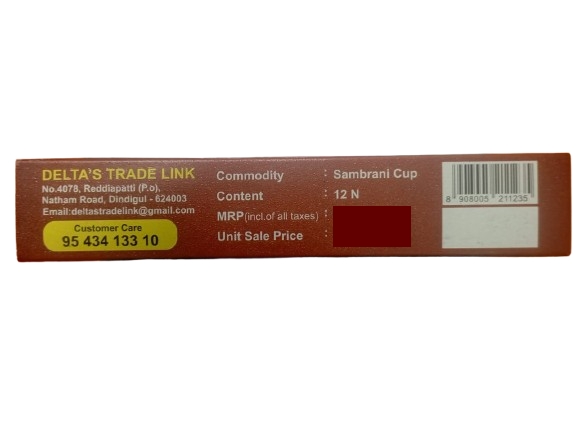 DELTA'S TRADE LINK
No.4078, Reddiapatti (P.o),
Natham Road, Dindigul - 624003
Email:deltastradelink@gmail.com
Customer Care
95 434 133 10
Commodity : Sambrani Cup
Content : 12 N
MRP(incl.of all taxes) :
Unit Sale Price :
8 908005 211235